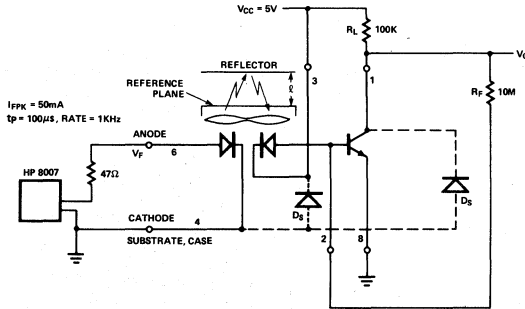 VCC = 5V
RL
100K
VO
REFLECTOR
3
1
RF
10M
REFERENCE
PLANE
ℓ
IFPK = 50mA
tP = 100μs, RATE = 1KHz
ANODE
VF
6
HP 8007
47Ω
DS
DS
CATHODE
4
SUBSTRATE, CASE
2
8